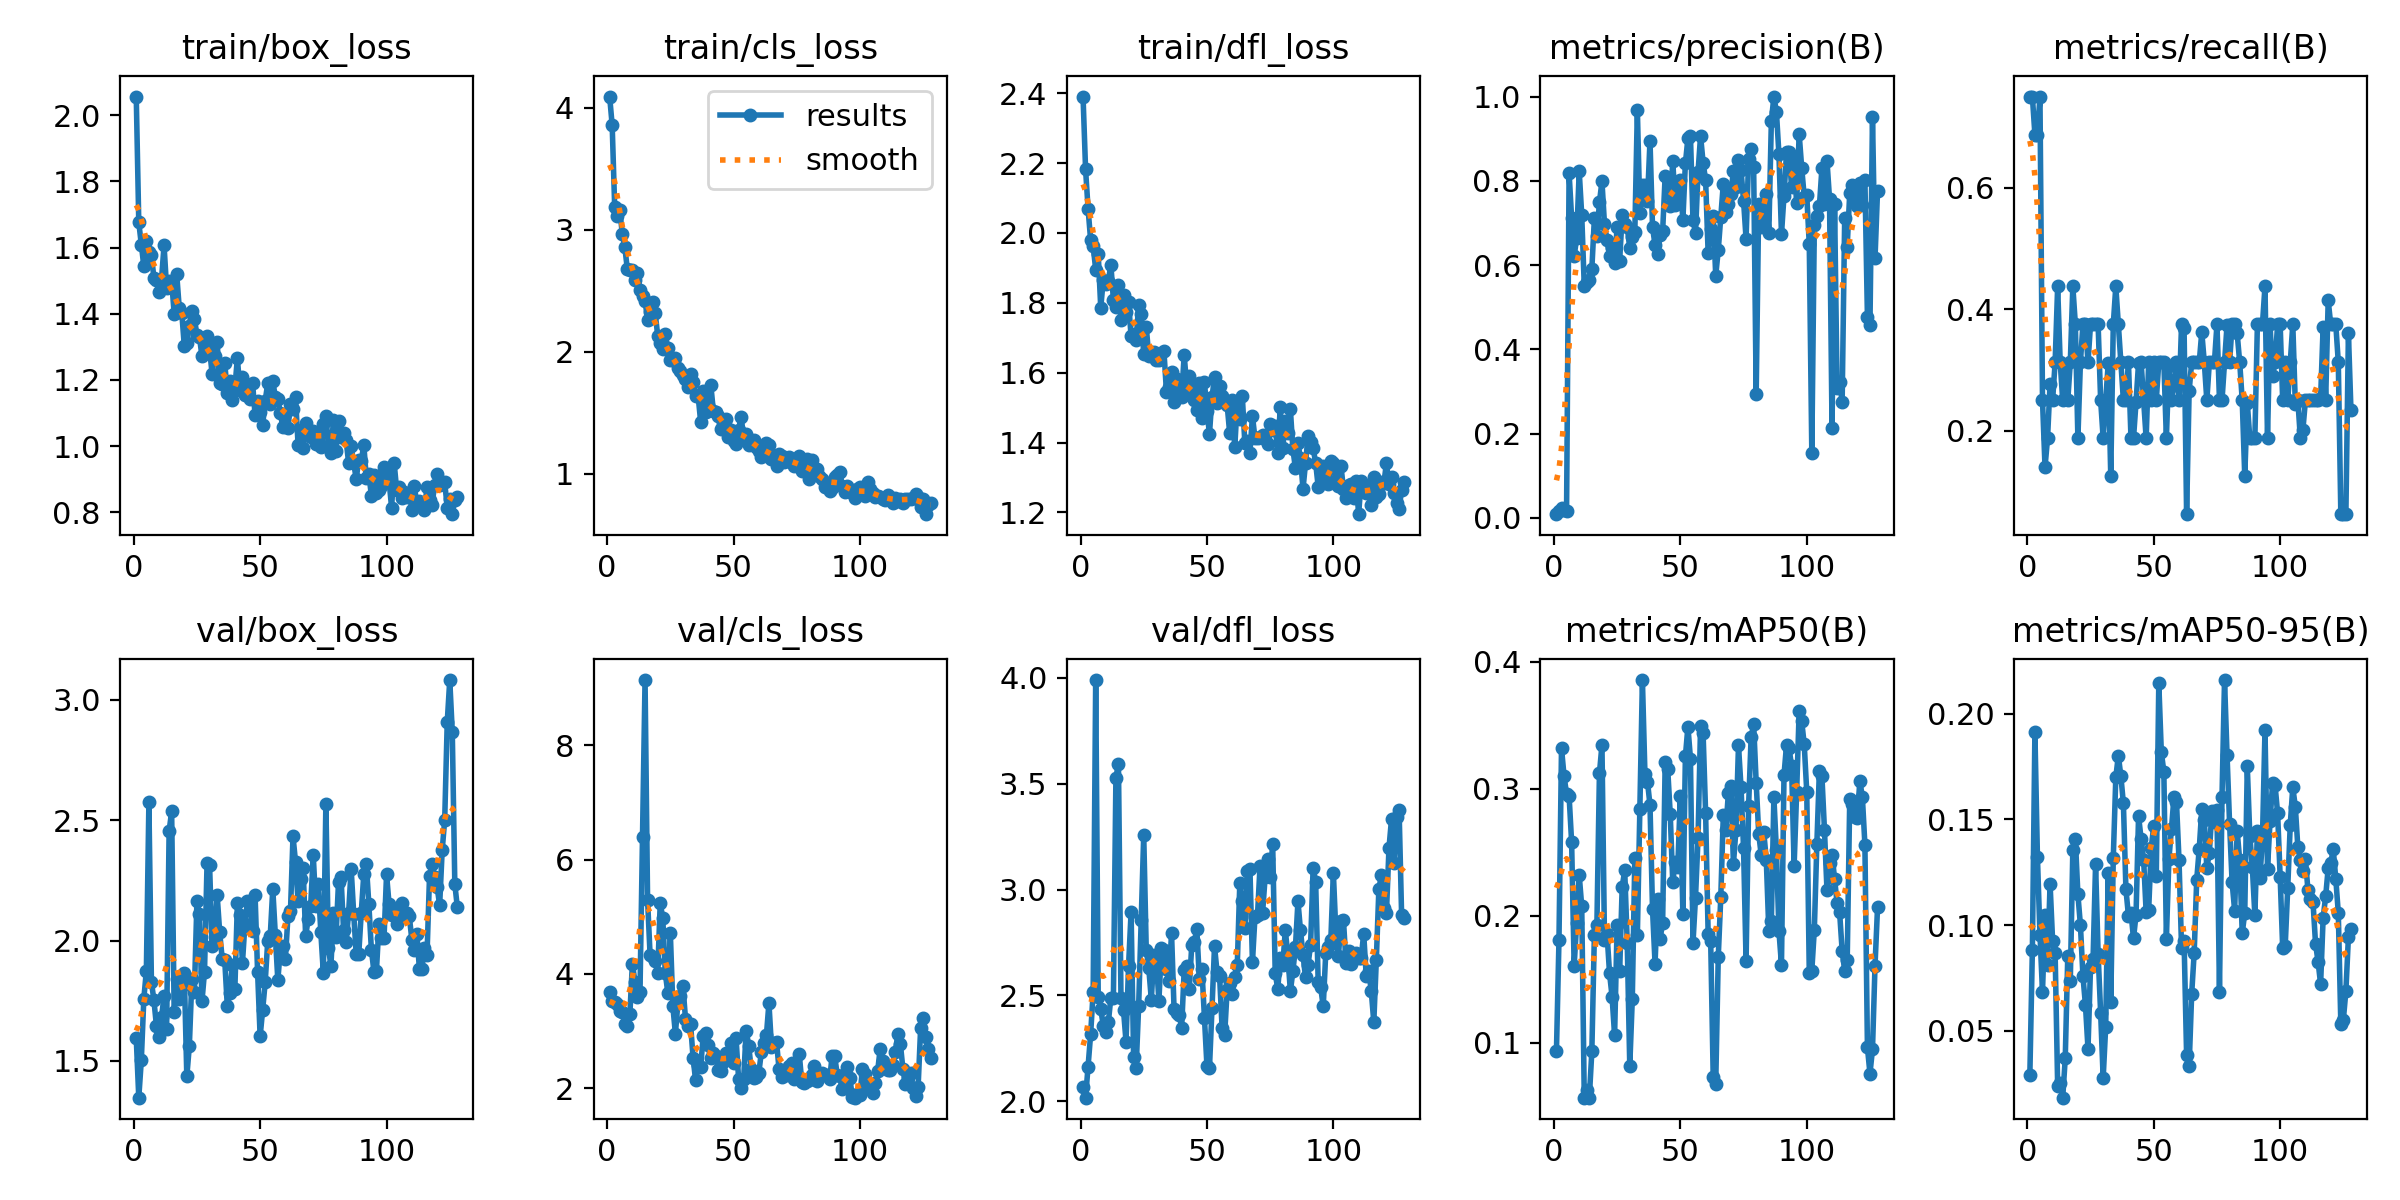 train/box_loss
train/cls_loss
train/dfl_loss
metrics/precision(B)
metrics/recall(B)
2.0
1.8
1.6
1.4
1.2
1.0
0.8
0 50 100
4
3
2
1
results
smooth
0 50 100
2.4
2.2
2.0
1.8
1.6
1.4
1.2
0 50 100
1.0
0.8
0.6
0.4
0.2
0.0
0 50 100
0.6
0.4
0.2
0 50 100
val/box_loss
val/cls_loss
val/dfl_loss
metrics/mAP50(B)
metrics/mAP50-95(B)
3.0
2.5
2.0
1.5
0 50 100
8
6
4
2
0 50 100
4.0
3.5
3.0
2.5
2.0
0 50 100
0.4
0.3
0.2
0.1
0 50 100
0.20
0.15
0.10
0.05
0 50 100